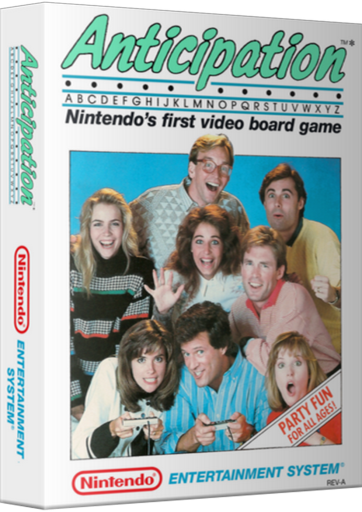 Anticipation
TM
®
ABCDEFGHIJKLMNOPQRSTUVWXYZ
Nintendo's first video board game
PARTY FUN
FOR ALL AGES!
Nintendo®
ENTERTAINMENT SYSTEM®
REV-A
Anticipation
Nintendo
ENTERTAINMENT
SYSTEM®